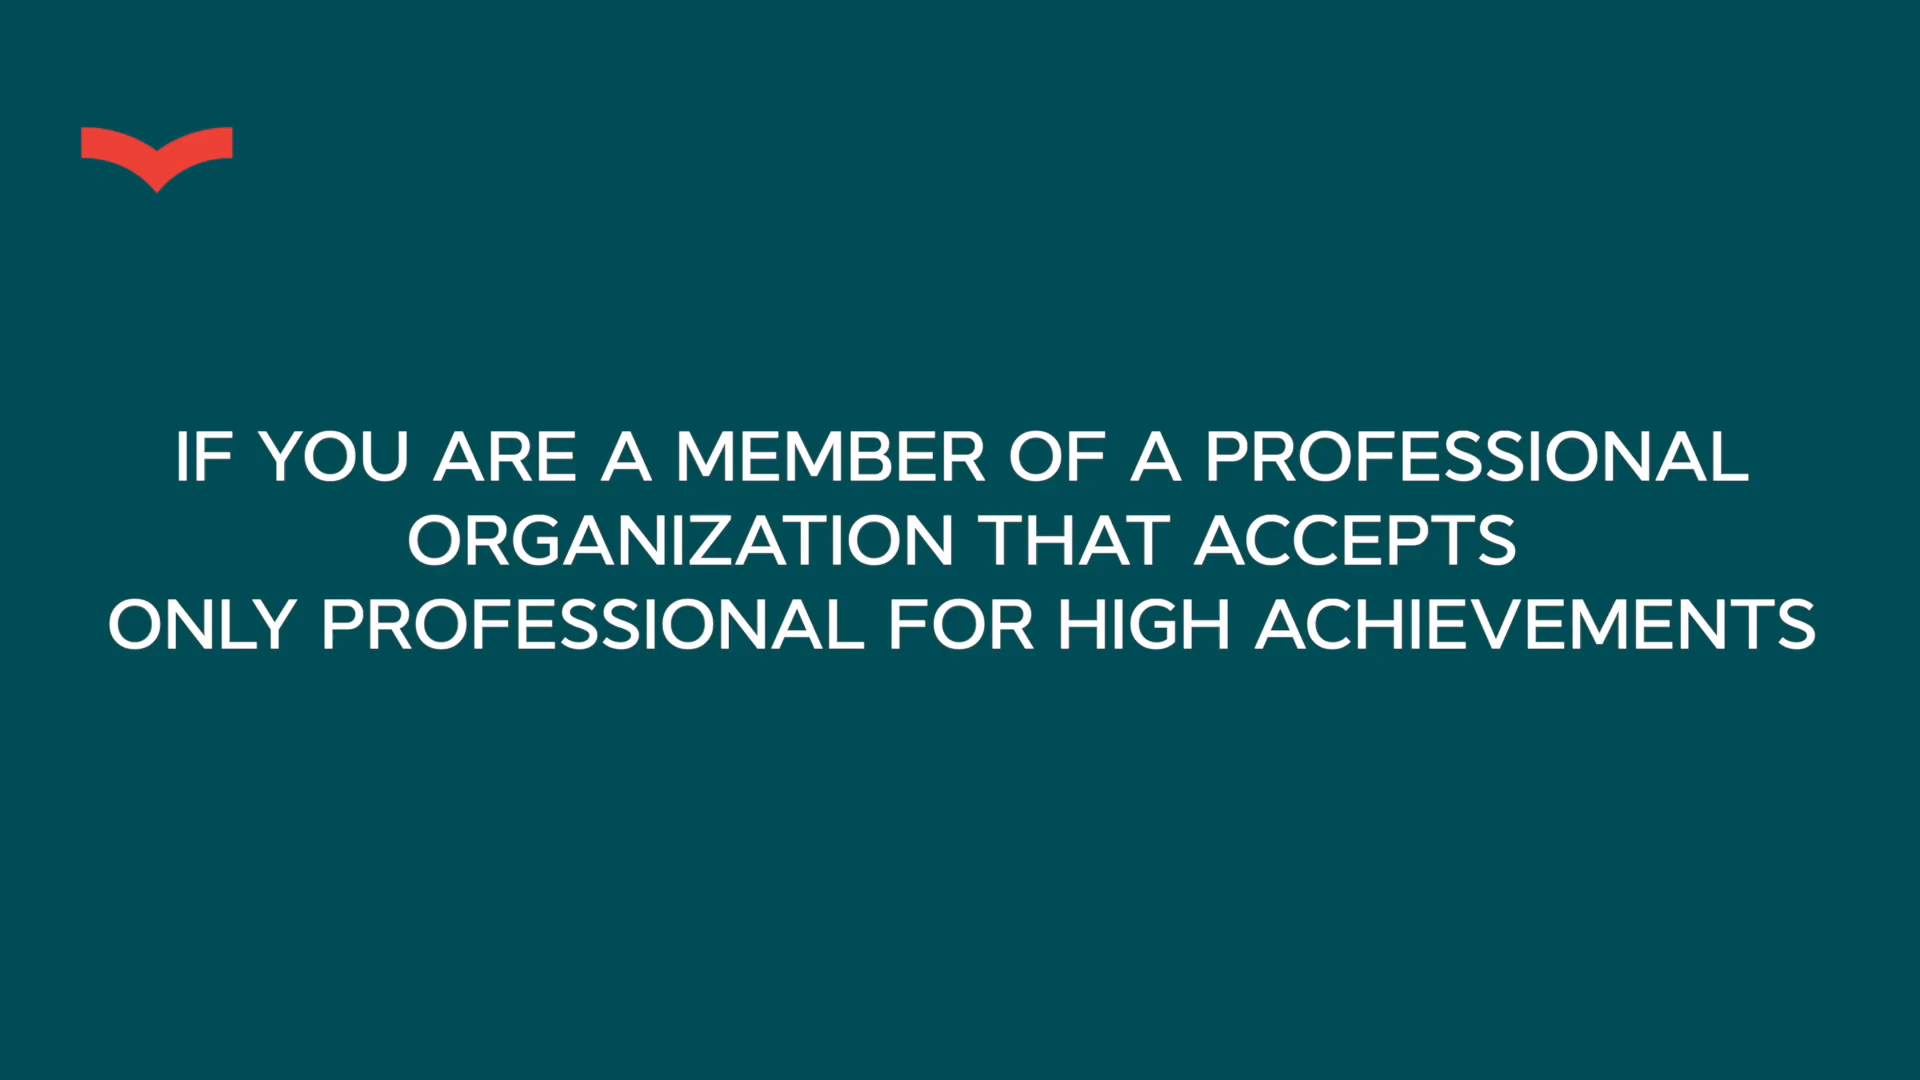 IF YOU ARE A MEMBER OF A PROFESSIONAL
ORGANIZATION THAT ACCEPTS
ONLY PROFESSIONAL FOR HIGH ACHIEVEMENTS